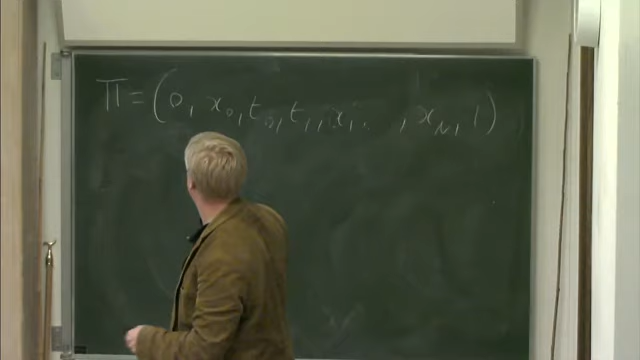 Π = (0, x₀, t₀, t₁, x₁.. , x_N, 1)